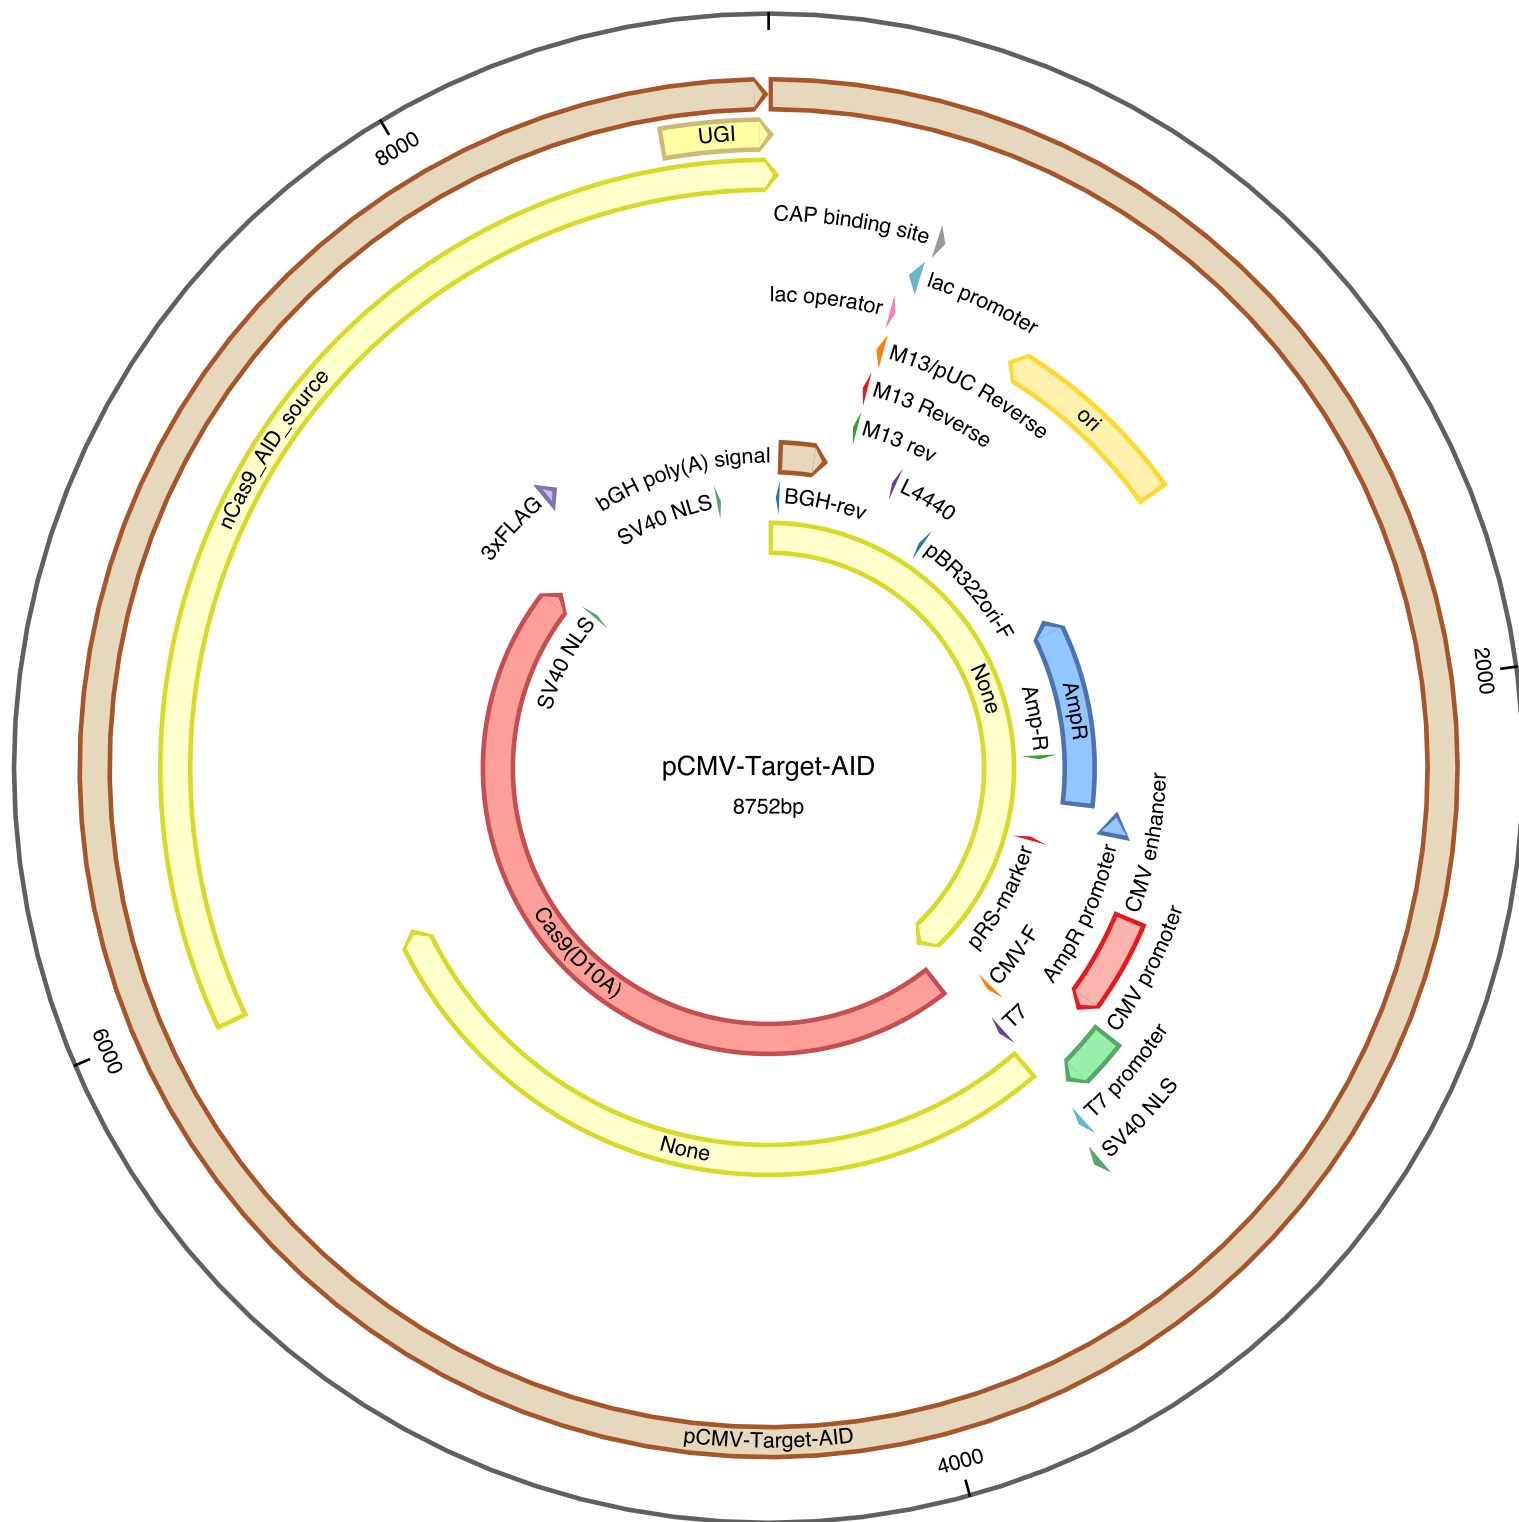 8000
UGI
CAP binding site
lac promoter
lac operator
M13/pUC Reverse
M13 Reverse
M13 rev
ori
nCas9_AID_source
bGH poly(A) signal
3xFLAG
SV40 NLS
BGH-rev
L4440
pBR322ori-F
SV40 NLS
None
Amp-R
AmpR
2000
pCMV-Target-AID
8752bp
CMV enhancer
pRS-marker
AmpR promoter
CMV-F
CMV promoter
T7
T7 promoter
SV40 NLS
Cas9(D10A)
6000
None
pCMV-Target-AID
4000